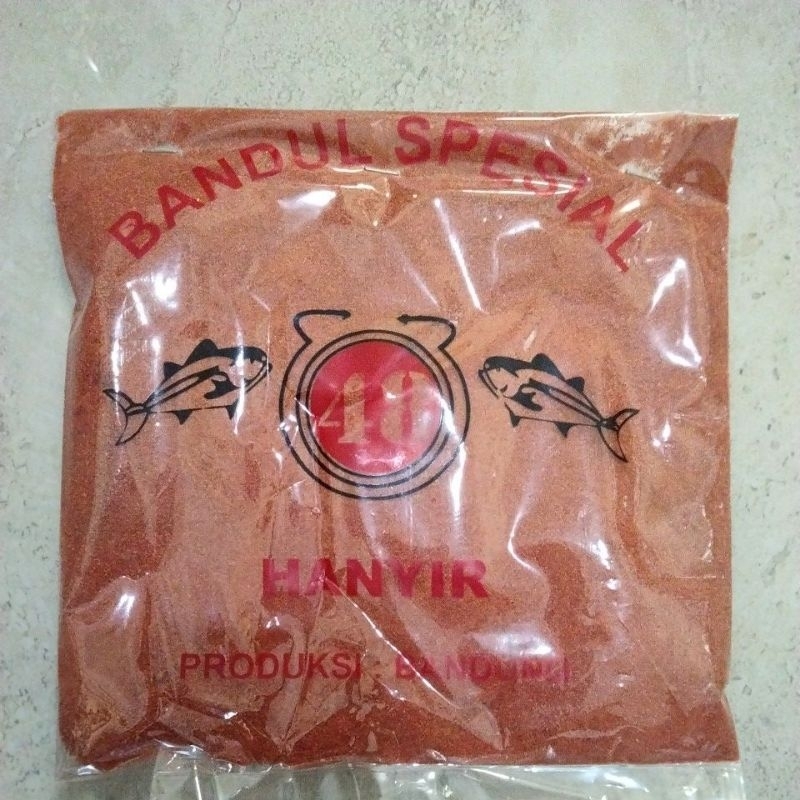 BANDUL SPESIAL
48
HANYIR
PRODUKSI - BANDUNG